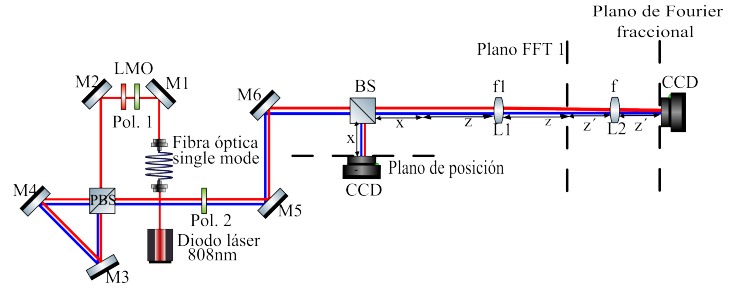 Plano de Fourier
fraccional
Plano FFT 1
LMO
M2
M1
M6
BS
f1
f
CCD
Pol. 1
Fibra óptica
single mode
x
x
z
L1
z
z´
L2
z´
Plano de posición
CCD
M4
PBS
Pol. 2
M5
Diodo láser
808nm
M3